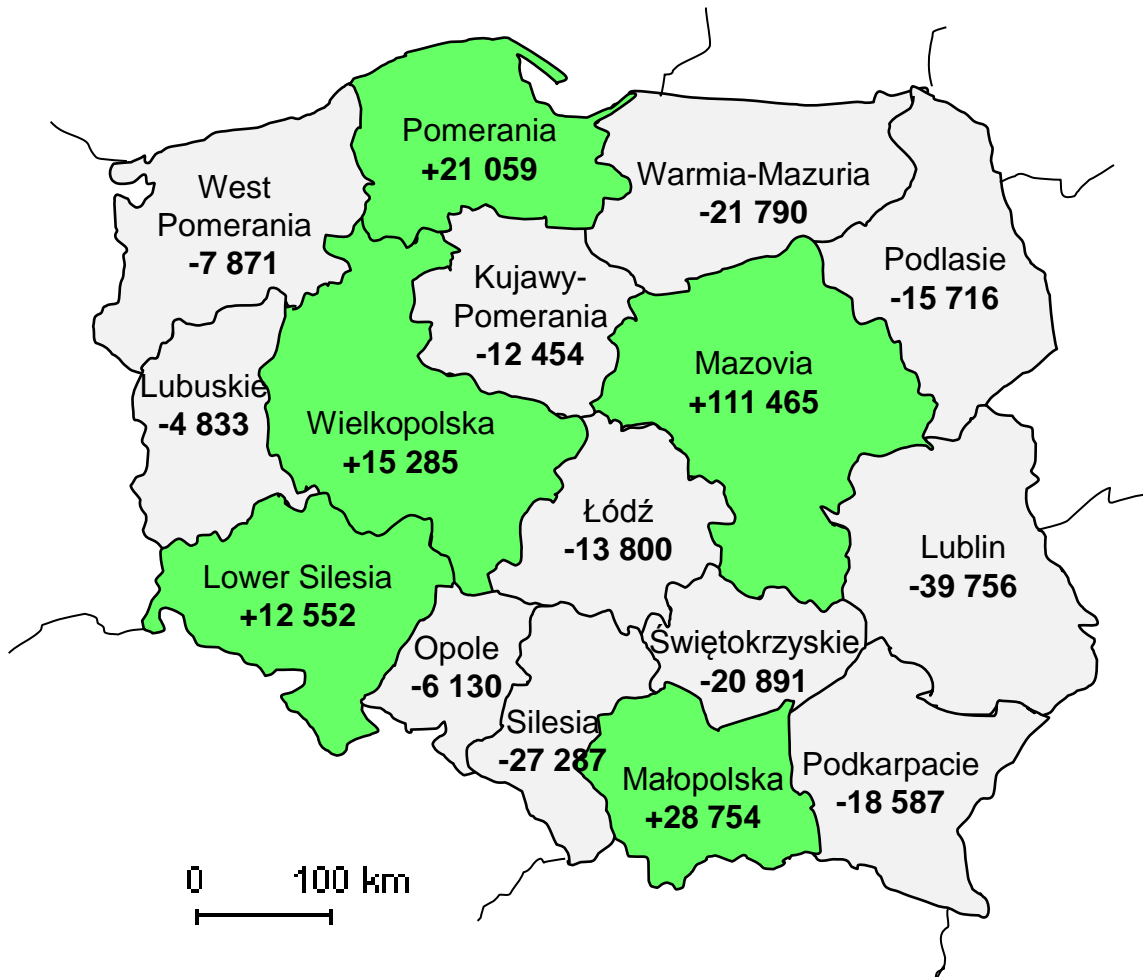 Pomerania
+21 059
West
Pomerania
-7 871
Warmia-Mazuria
-21 790
Podlasie
-15 716
Kujawy-
Pomerania
-12 454
Mazovia
+111 465
Lubuskie
-4 833
Wielkopolska
+15 285
Łódź
-13 800
Lublin
-39 756
Lower Silesia
+12 552
Opole
-6 130
Świętokrzyskie
-20 891
Silesia
-27 287
Małopolska
+28 754
Podkarpacie
-18 587
0 100 km